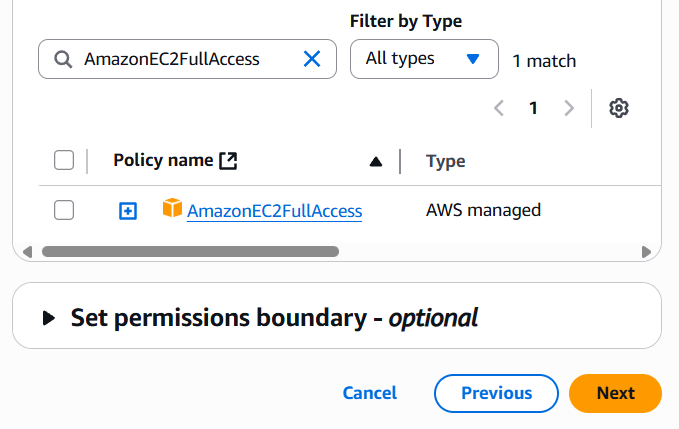 Filter by Type
AmazonEC2FullAccess
All types
1 match
1
Policy name
Type
AmazonEC2FullAccess
AWS managed
Set permissions boundary - optional
Cancel
Previous
Next